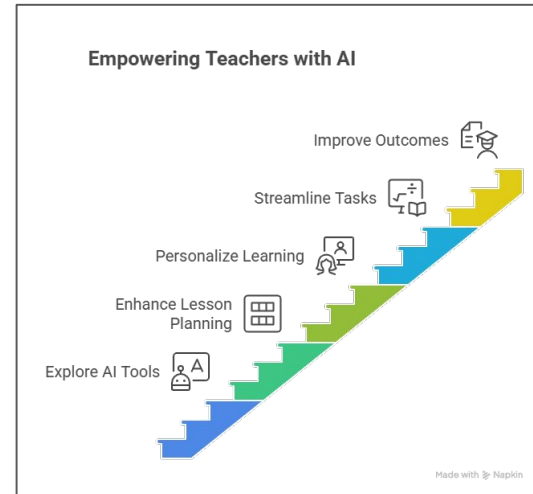 Empowering Teachers with AI
Improve Outcomes
Streamline Tasks
Personalize Learning
Enhance Lesson
Planning
Explore AI Tools
A
Made with Napkin